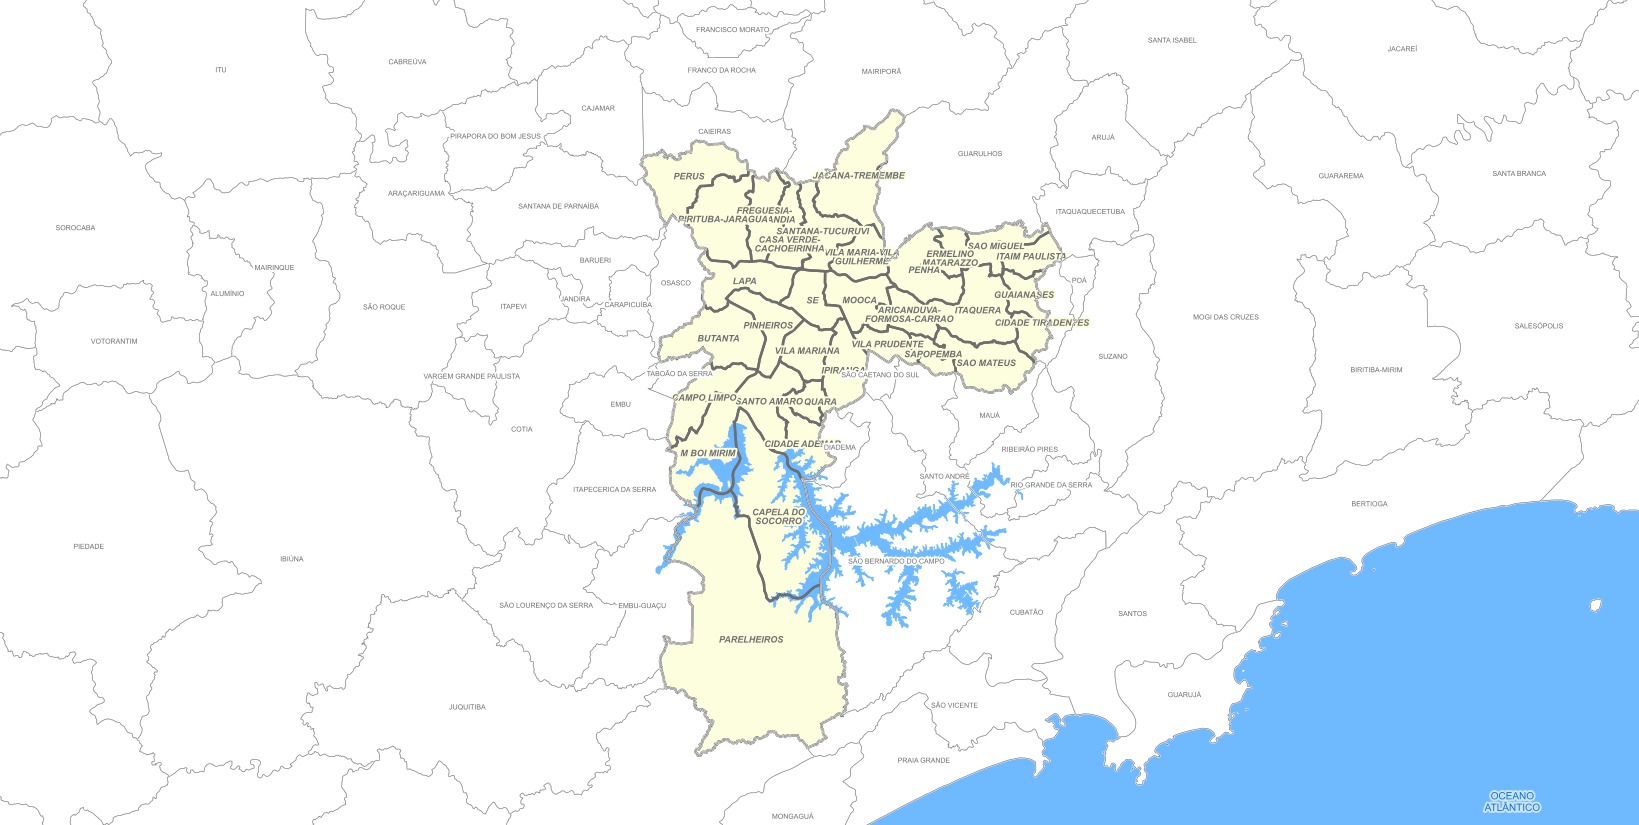 FRANCISCO MORATO
SANTA ISABEL
JACAREÍ
CABREÚVA
ITU
FRANCO DA ROCHA
MAIRIPORÃ
CAJAMAR
CAIEIRAS
PIRAPORA DO BOM JESUS
ARUJÁ
GUARULHOS
PERUS
JACANA-TREMEMBE
GUARAREMA
SANTA BRANCA
ARAÇARIGUAMA
SANTANA DE PARNAÍBA
FREGUESIA-
PIRITUBA-JARAGUA
ITAQUAQUECETUBA
SOROCABA
SANTANA-TUCURUVI
CASA VERDE-
CACHOEIRINHA
SAO MIGUEL
VILA MARIA-VILA
GUILHERME
ERMELINO
MATARAZZO
ITAIM PAULISTA
BARUERI
MAIRINQUE
PENHA
LAPA
OSASCO
POÁ
ALUMÍNIO
GUAIANASES
JANDIRA
CARAPICUÍBA
SE
MOOCA
SÃO ROQUE
ITAPEVI
ARICANDUVA-
FORMOSA-CARRAO
ITAQUERA
MOGI DAS CRUZES
PINHEIROS
CIDADE TIRADENTES
SALESÓPOLIS
BUTANTA
VOTORANTIM
VILA PRUDENTE
VILA MARIANA
SAPOPEMBA
SUZANO
SAO MATEUS
IPIRANGA
BIRITIBA-MIRIM
TABOÃO DA SERRA
SÃO CAETANO DO SUL
VARGEM GRANDE PAULISTA
CAMPO LIMPO
SANTO AMARO
QUARA
EMBU
MAUÁ
COTIA
CIDADE ADEMAR
DIADEMA
RIBEIRÃO PIRES
M BOI MIRIM
SANTO ANDRÉ
RIO GRANDE DA SERRA
ITAPECERICA DA SERRA
BERTIOGA
CAPELA DO
SOCORRO
PIEDADE
IBIÚNA
SÃO BERNARDO DO CAMPO
SÃO LOURENÇO DA SERRA
EMBU-GUAÇU
CUBATÃO
SANTOS
PARELHEIROS
GUARUJÁ
JUQUITIBA
SÃO VICENTE
PRAIA GRANDE
OCEANO
ATLÂNTICO
MONGAGUÁ